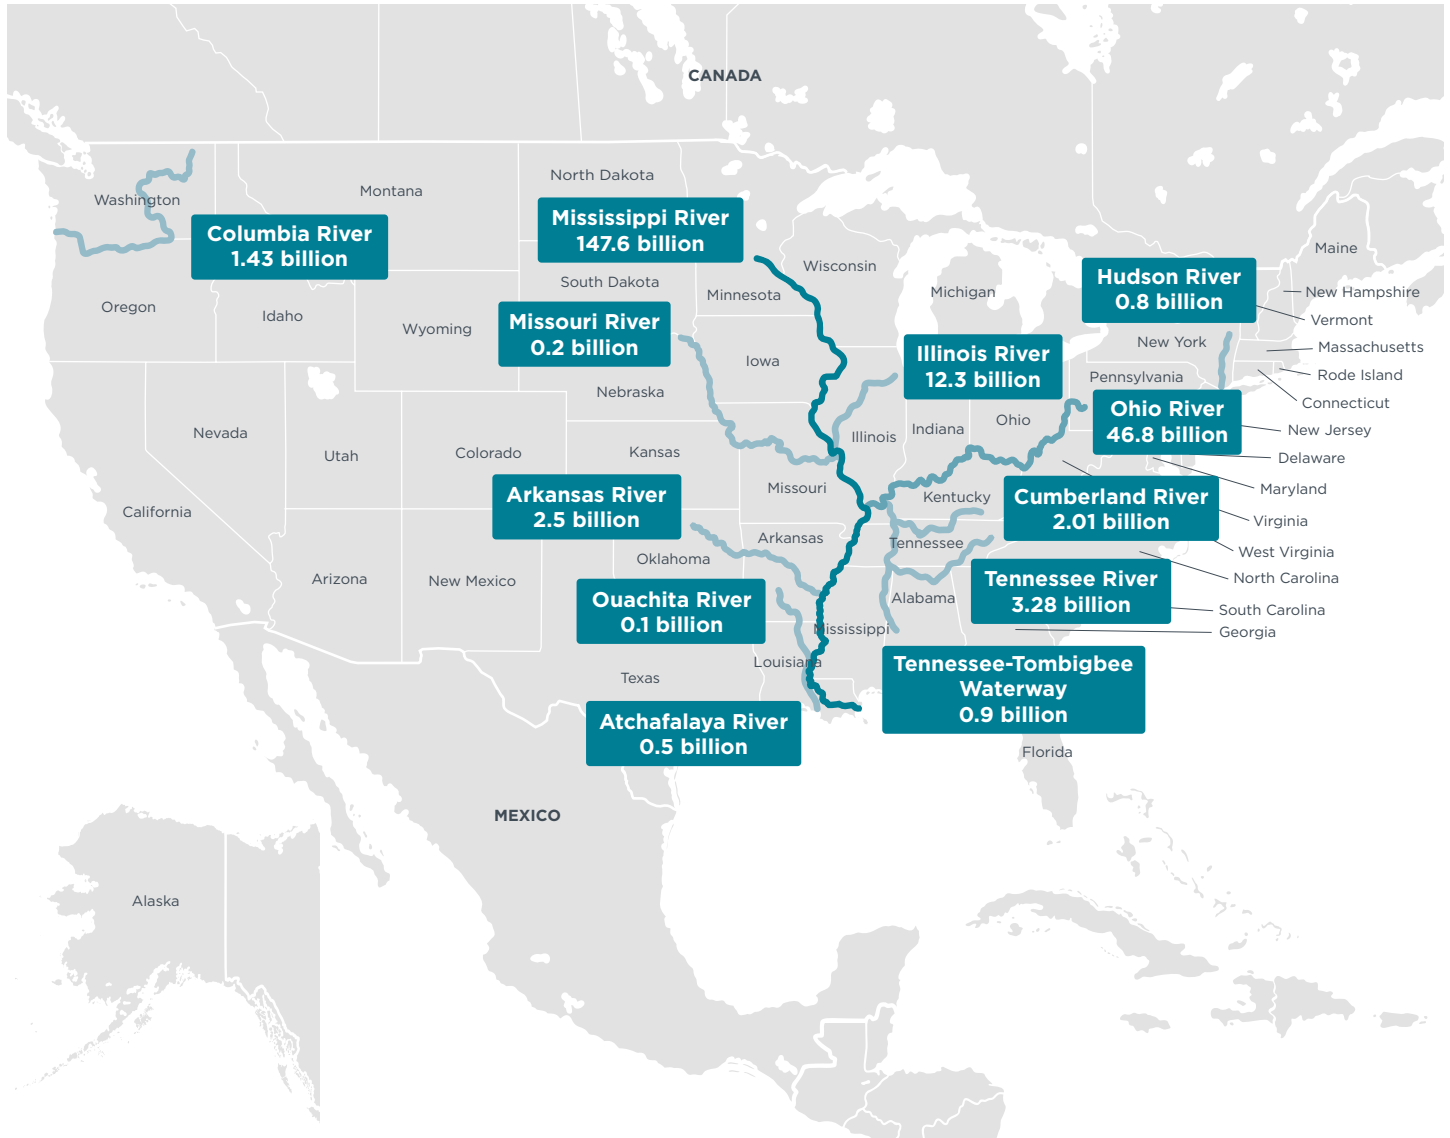 CANADA
Washington
Montana
North Dakota
Mississippi River
147.6 billion
Columbia River
1.43 billion
Wisconsin
Maine
Hudson River
0.8 billion
South Dakota
Minnesota
Michigan
New Hampshire
Oregon
Idaho
Wyoming
Missouri River
0.2 billion
Vermont
New York
Massachusetts
Illinois River
12.3 billion
Iowa
Pennsylvania
Rode Island
Nebraska
Connecticut
Ohio River
46.8 billion
Nevada
Utah
Colorado
Kansas
Illinois
Indiana
Ohio
New Jersey
Delaware
Missouri
Kentucky
Maryland
Arkansas River
2.5 billion
Cumberland River
2.01 billion
California
Virginia
Arkansas
Tennessee
West Virginia
Oklahoma
Arizona
New Mexico
North Carolina
Tennessee River
3.28 billion
Ouachita River
0.1 billion
Alabama
South Carolina
Mississippi
Georgia
Louisiana
Texas
Tennessee-Tombigbee
Waterway
0.9 billion
Atchafalaya River
0.5 billion
Florida
MEXICO
Alaska